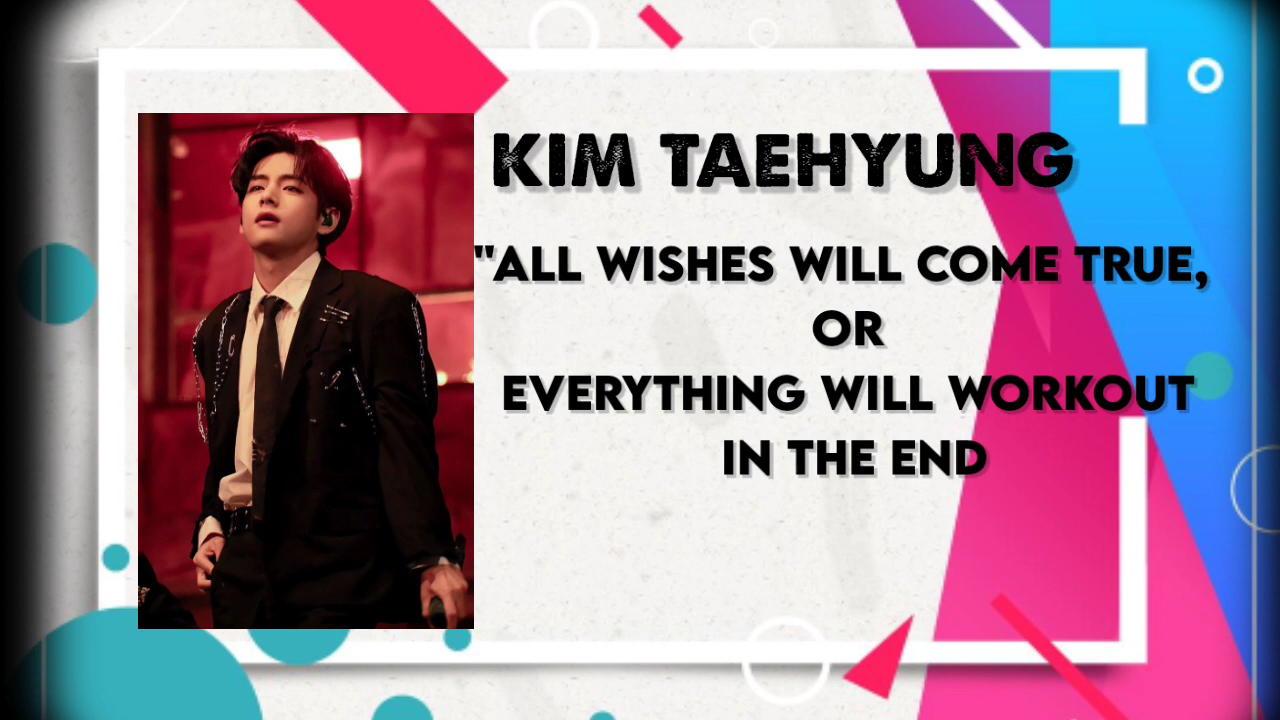 KIM TAEHYUNG
"ALL WISHES WILL COME TRUE,
OR
EVERYTHING WILL WORKOUT
IN THE END